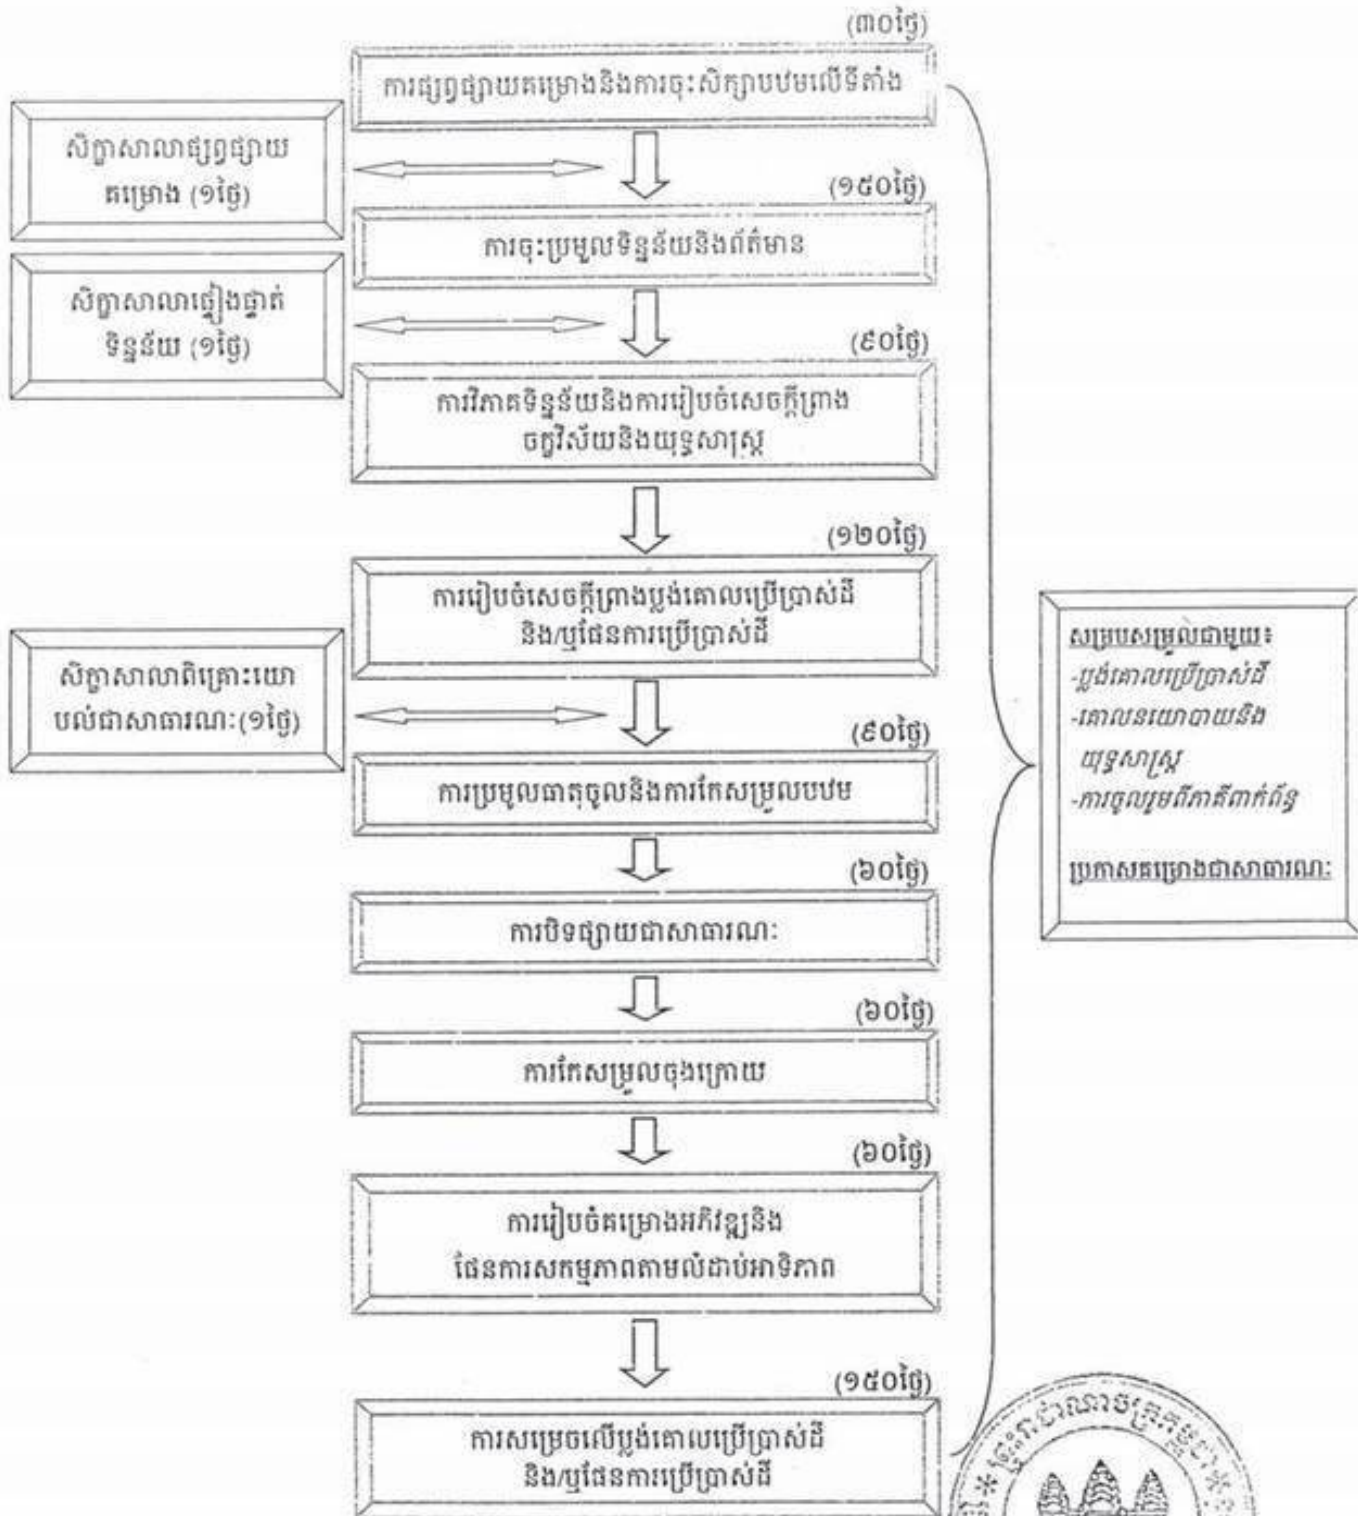 (៣០ថ្ងៃ)
ការផ្សព្វផ្សាយគម្រោងនិងការចុះសិក្សាបឋមលើទីតាំង
សិក្ខាសាលាផ្សព្វផ្សាយ
គម្រោង (១ថ្ងៃ)
(១៥០ថ្ងៃ)
ការចុះប្រមូលទិន្នន័យនិងព័ត៌មាន
សិក្ខាសាលាផ្ទៀងផ្ទាត់
ទិន្នន័យ (១ថ្ងៃ)
(៩០ថ្ងៃ)
ការវិភាគទិន្នន័យនិងការរៀបចំសេចក្តីព្រាង
ចក្ខុវិស័យនិងយុទ្ធសាស្ត្រ
(១២០ថ្ងៃ)
ការរៀបចំសេចក្តីព្រាងប្លង់គោលប្រើប្រាស់ដី
និង/ឬផែនការប្រើប្រាស់ដី
សិក្ខាសាលាពិគ្រោះយោ
បល់ជាសាធារណៈ(១ថ្ងៃ)
(៩០ថ្ងៃ)
ការប្រមូលធាតុចូលនិងការកែសម្រួលបឋម
(៦០ថ្ងៃ)
ការបិទផ្សាយជាសាធារណៈ
(៦០ថ្ងៃ)
ការកែសម្រួលចុងក្រោយ
(៦០ថ្ងៃ)
ការរៀបចំគម្រោងអភិវឌ្ឍនិង
ផែនការសកម្មភាពតាមលំដាប់អាទិភាព
(១៥០ថ្ងៃ)
ការសម្រេចលើប្លង់គោលប្រើប្រាស់ដី
និង/ឬផែនការប្រើប្រាស់ដី
សម្របសម្រួលជាមួយ៖
-ប្លង់គោលប្រើប្រាស់ដី
-គោលនយោបាយនិង
យុទ្ធសាស្ត្រ
-ការចូលរួមពីភាគីពាក់ព័ន្ធ
ប្រកាសគម្រោងជាសាធារណៈ
ព្រះរាជាណាចក្រកម្ពុជា